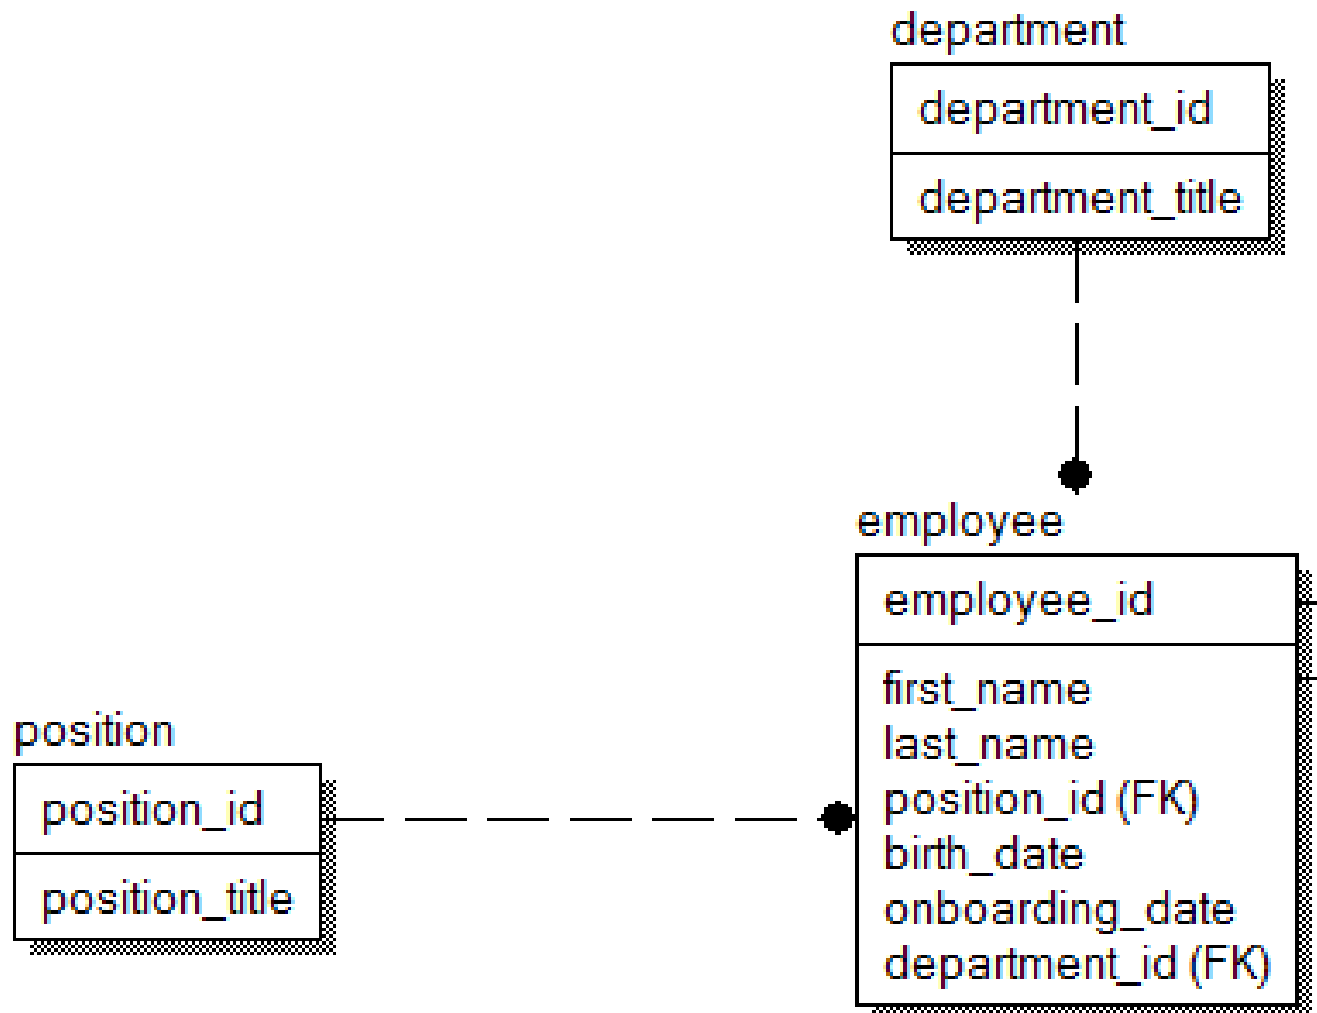 department
department_id
department_title
employee
employee_id
first_name
last_name
position_id (FK)
birth_date
onboarding_date
department_id (FK)
position
position_id
position_title